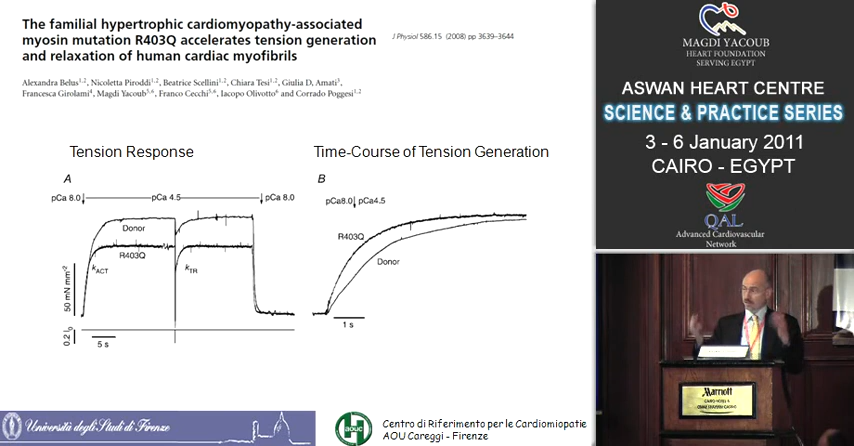 The familial hypertrophic cardiomyopathy-associated
myosin mutation R403Q accelerates tension generation
and relaxation of human cardiac myofibrils
J Physiol 586.15 (2008) pp 3639–3644
Alexandra Belus1,2, Nicoletta Piroddi1,2, Beatrice Scellini1,2, Chiara Tesi1,2, Giulia D, Amati3,
Francesca Girolami4, Magdi Yacoub5,6, Franco Cecchi5,6, Iacopo Olivotto6 and Corrado Poggesi1,2
Tension Response
Time-Course of Tension Generation
A
pCa 8.0 pCa 4.5 pCa 8.0
Donor
R403Q
kACT
kTR
50 mN mm-2
0.2 l0
5 s
B
pCa8.0 pCa4.5
R403Q
Donor
1 s
Università degli Studi di Firenze
aouc
Centro di Riferimento per le Cardiomiopatie
AOU Careggi - Firenze
MAGDI YACOUB
HEART FOUNDATION
SERVING EGYPT
ASWAN HEART CENTRE
SCIENCE & PRACTICE SERIES
3 - 6 January 2011
CAIRO - EGYPT
QAL
Advanced Cardiovascular
Network
Marriott